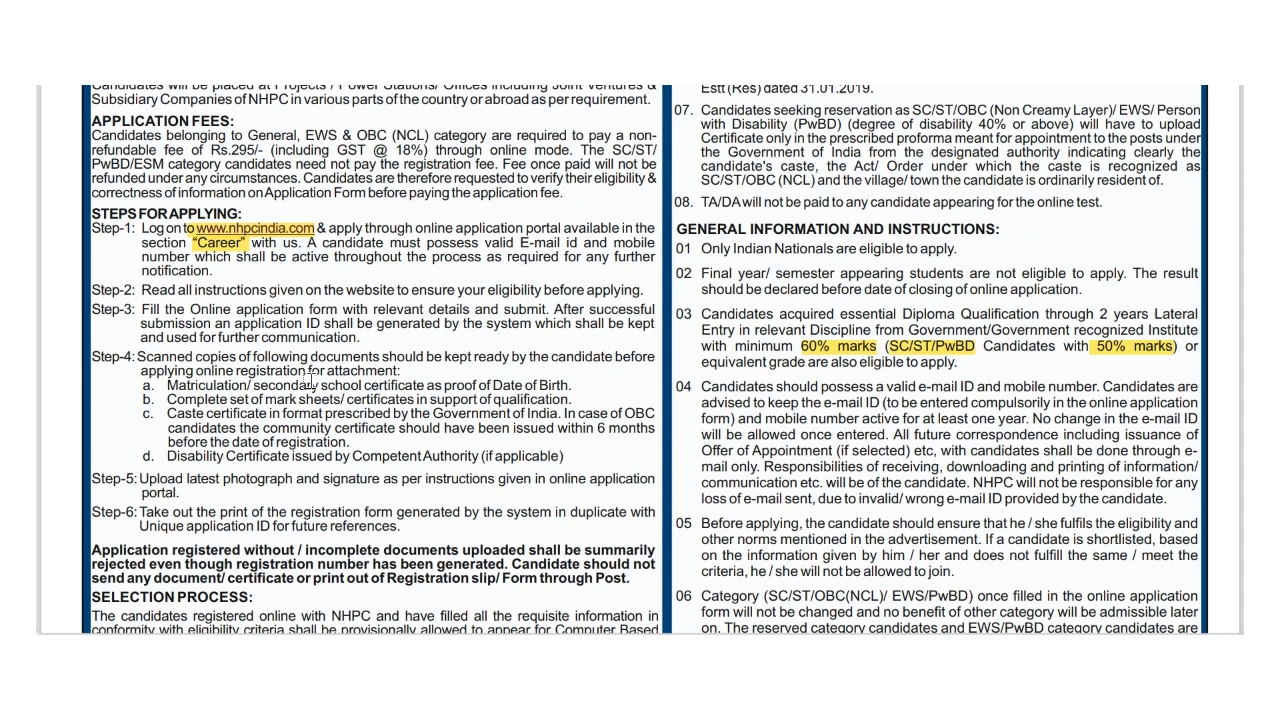 Candidates will be placed at Projects / Power Stations/ Offices including Joint Ventures &
Subsidiary Companies of NHPC in various parts of the country or abroad as per requirement.
APPLICATION FEES:
Candidates belonging to General, EWS & OBC (NCL) category are required to pay a non-
refundable fee of Rs.295/- (including GST @ 18%) through online mode. The SC/ST/
PwBD/ESM category candidates need not pay the registration fee. Fee once paid will not be
refunded under any circumstances. Candidates are therefore requested to verify their eligibility &
correctness of information on Application Form before paying the application fee.
STEPS FOR APPLYING:
Step-1: Log on to www.nhpcindia.com & apply through online application portal available in the
section “Career” with us. A candidate must possess valid E-mail id and mobile
number which shall be active throughout the process as required for any further
notification.
Step-2: Read all instructions given on the website to ensure your eligibility before applying.
Step-3: Fill the Online application form with relevant details and submit. After successful
submission an application ID shall be generated by the system which shall be kept
and used for further communication.
Step-4: Scanned copies of following documents should be kept ready by the candidate before
applying online registration for attachment:
a. Matriculation/ secondary school certificate as proof of Date of Birth.
b. Complete set of mark sheets/ certificates in support of qualification.
c. Caste certificate in format prescribed by the Government of India. In case of OBC
candidates the community certificate should have been issued within 6 months
before the date of registration.
d. Disability Certificate issued by Competent Authority (if applicable)
Step-5: Upload latest photograph and signature as per instructions given in online application
portal.
Step-6: Take out the print of the registration form generated by the system in duplicate with
Unique application ID for future references.
Application registered without / incomplete documents uploaded shall be summarily
rejected even though registration number has been generated. Candidate should not
send any document/ certificate or print out of Registration slip/ Form through Post.
SELECTION PROCESS:
The candidates registered online with NHPC and have filled all the requisite information in
conformity with eligibility criteria shall be provisionally allowed to appear for Computer Based
Estt (Res) dated 31.01.2019.
07. Candidates seeking reservation as SC/ST/OBC (Non Creamy Layer)/ EWS/ Person
with Disability (PwBD) (degree of disability 40% or above) will have to upload
Certificate only in the prescribed proforma meant for appointment to the posts under
the Government of India from the designated authority indicating clearly the
candidate's caste, the Act/ Order under which the caste is recognized as
SC/ST/OBC (NCL) and the village/ town the candidate is ordinarily resident of.
08. TA/DA will not be paid to any candidate appearing for the online test.
GENERAL INFORMATION AND INSTRUCTIONS:
01 Only Indian Nationals are eligible to apply.
02 Final year/ semester appearing students are not eligible to apply. The result
should be declared before date of closing of online application.
03 Candidates acquired essential Diploma Qualification through 2 years Lateral
Entry in relevant Discipline from Government/Government recognized Institute
with minimum 60% marks (SC/ST/PwBD Candidates with 50% marks) or
equivalent grade are also eligible to apply.
04 Candidates should possess a valid e-mail ID and mobile number. Candidates are
advised to keep the e-mail ID (to be entered compulsorily in the online application
form) and mobile number active for at least one year. No change in the e-mail ID
will be allowed once entered. All future correspondence including issuance of
Offer of Appointment (if selected) etc, with candidates shall be done through e-
mail only. Responsibilities of receiving, downloading and printing of information/
communication etc. will be of the candidate. NHPC will not be responsible for any
loss of e-mail sent, due to invalid/ wrong e-mail ID provided by the candidate.
05 Before applying, the candidate should ensure that he / she fulfils the eligibility and
other norms mentioned in the advertisement. If a candidate is shortlisted, based
on the information given by him / her and does not fulfill the same / meet the
criteria, he / she will not be allowed to join.
06 Category (SC/ST/OBC(NCL)/ EWS/PwBD) once filled in the online application
form will not be changed and no benefit of other category will be admissible later
on. The reserved category candidates and EWS/PwBD category candidates are